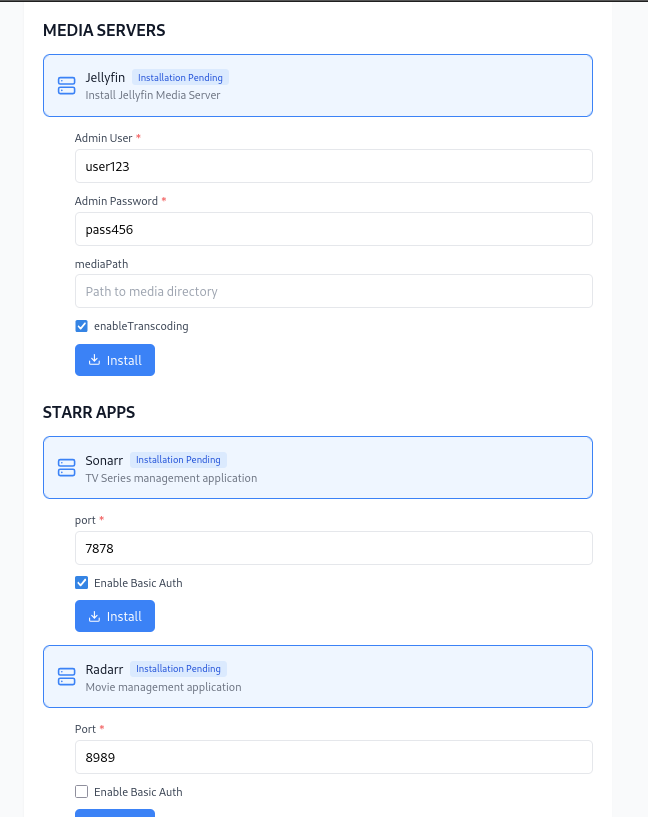 MEDIA SERVERS
Jellyfin Installation Pending
Install Jellyfin Media Server
Admin User *
user123
Admin Password *
pass456
mediaPath
Path to media directory
enableTranscoding
Install
STARR APPS
Sonarr Installation Pending
TV Series management application
port *
7878
Enable Basic Auth
Install
Radarr Installation Pending
Movie management application
Port *
8989
Enable Basic Auth